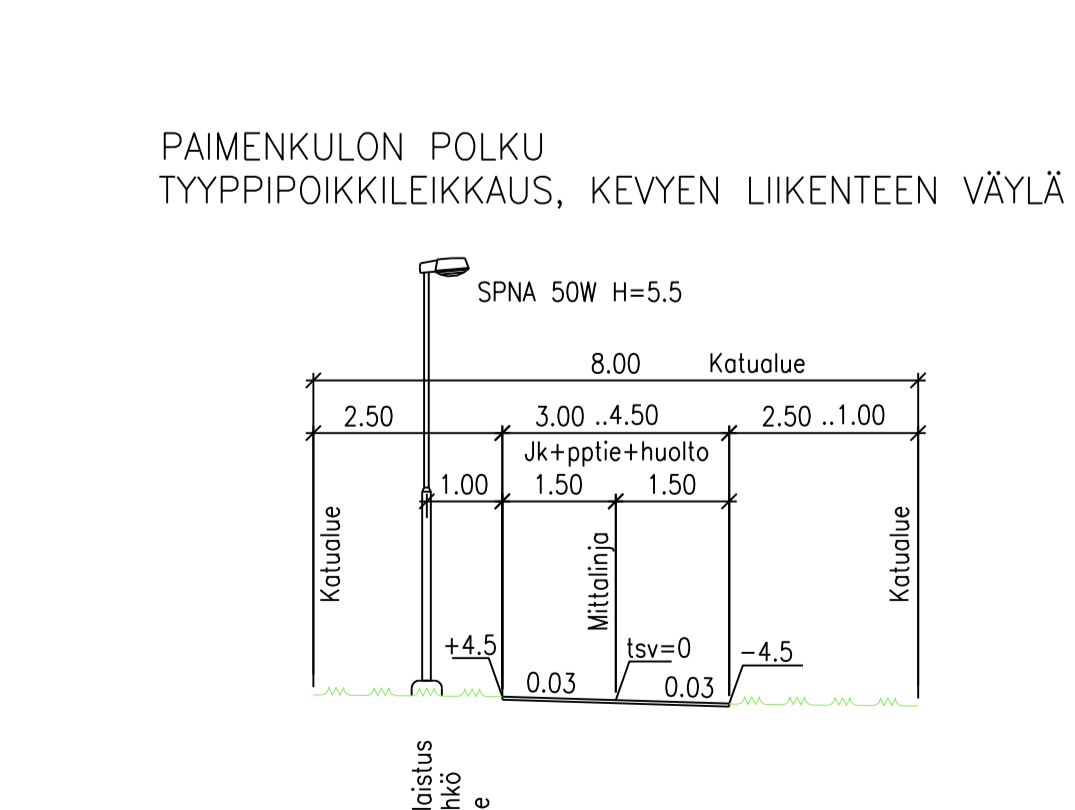 PAIMENKULON POLKU
TYYPPIPOIKKILEIKKAUS, KEVYEN LIIKENTEEN VÄYLÄ
SPNA 50W H=5.5
8.00 Katualue
2.50 3.00 ..4.50 2.50 ..1.00
Jk+pptie+huolto
1.00 1.50 1.50
Katualue
Mittalinja
Katualue
+4.5 tsv=0 -4.5
0.03 0.03